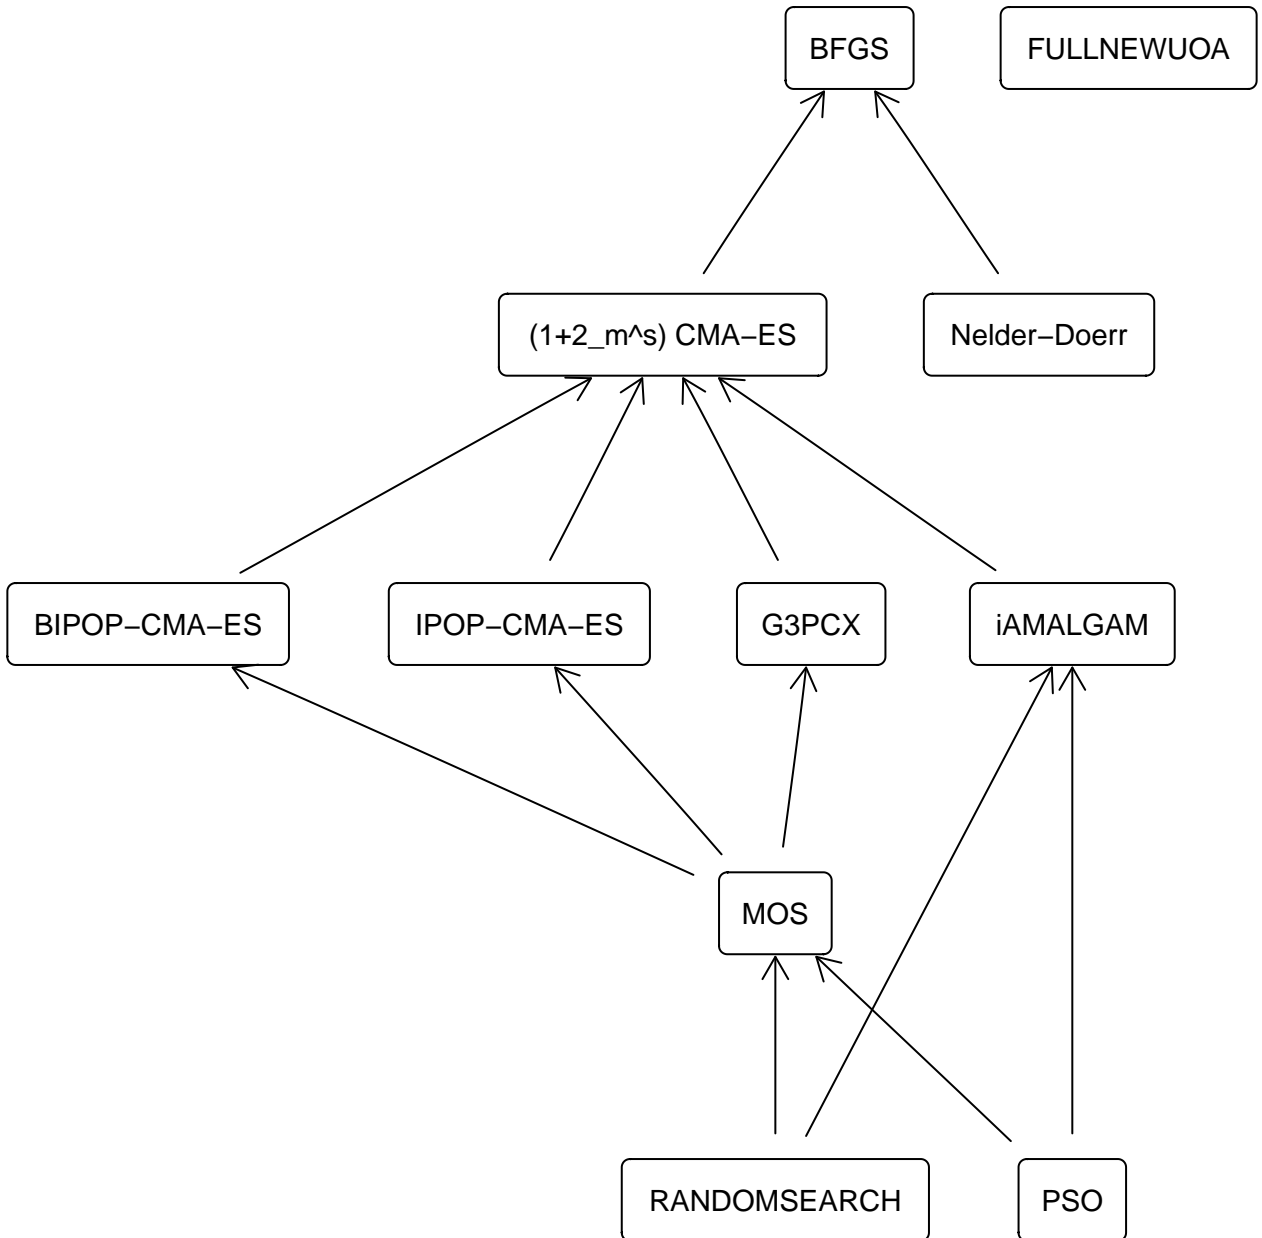 BFGS
FULLNEWUOA
(1+2_m^s) CMA−ES
Nelder−Doerr
BIPOP−CMA−ES
IPOP−CMA−ES
G3PCX
iAMALGAM
MOS
RANDOMSEARCH
PSO